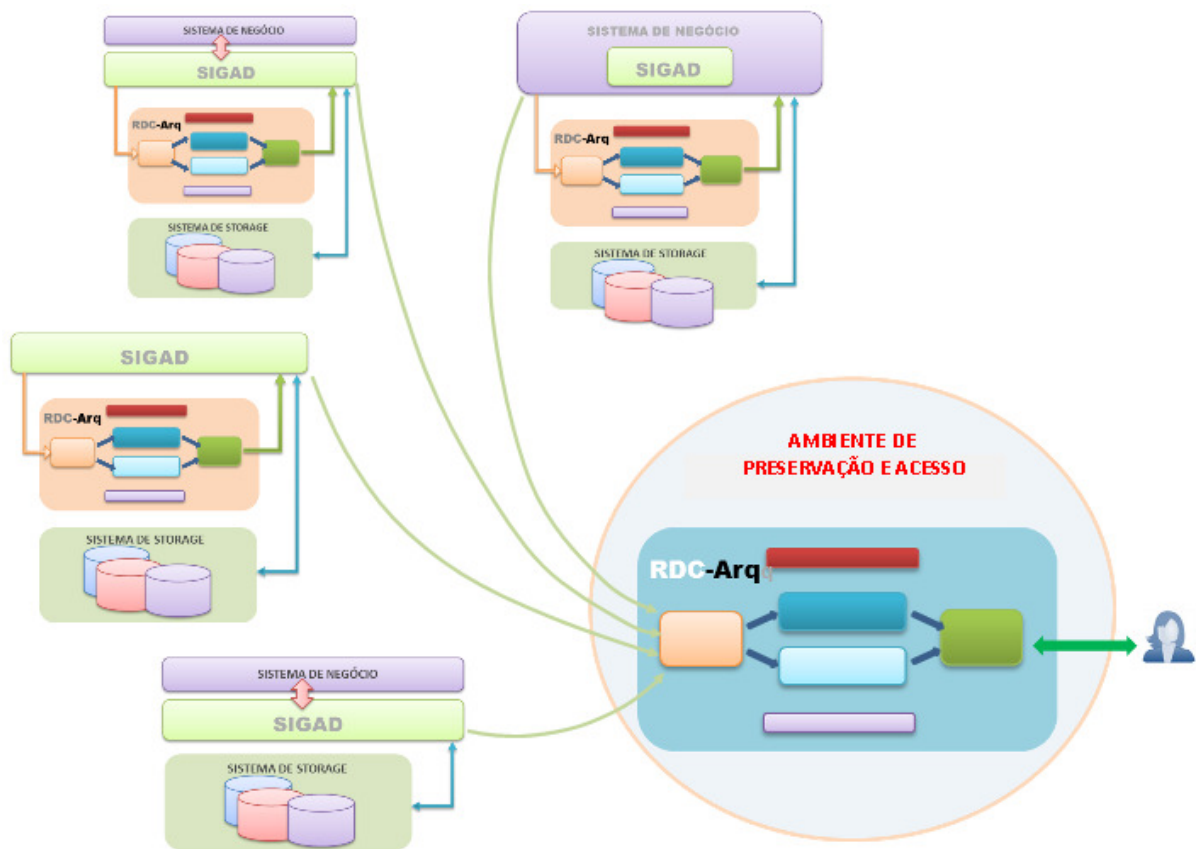 SISTEMA DE NEGÓCIO
SIGAD
RDC-Arq
SISTEMA DE STORAGE
SISTEMA DE NEGÓCIO
SIGAD
RDC-Arq
SISTEMA DE STORAGE
SIGAD
RDC-Arq
SISTEMA DE STORAGE
AMBIENTE DE
PRESERVAÇÃO E ACESSO
RDC-Arqq
SISTEMA DE NEGÓCIO
SIGAD
SISTEMA DE STORAGE